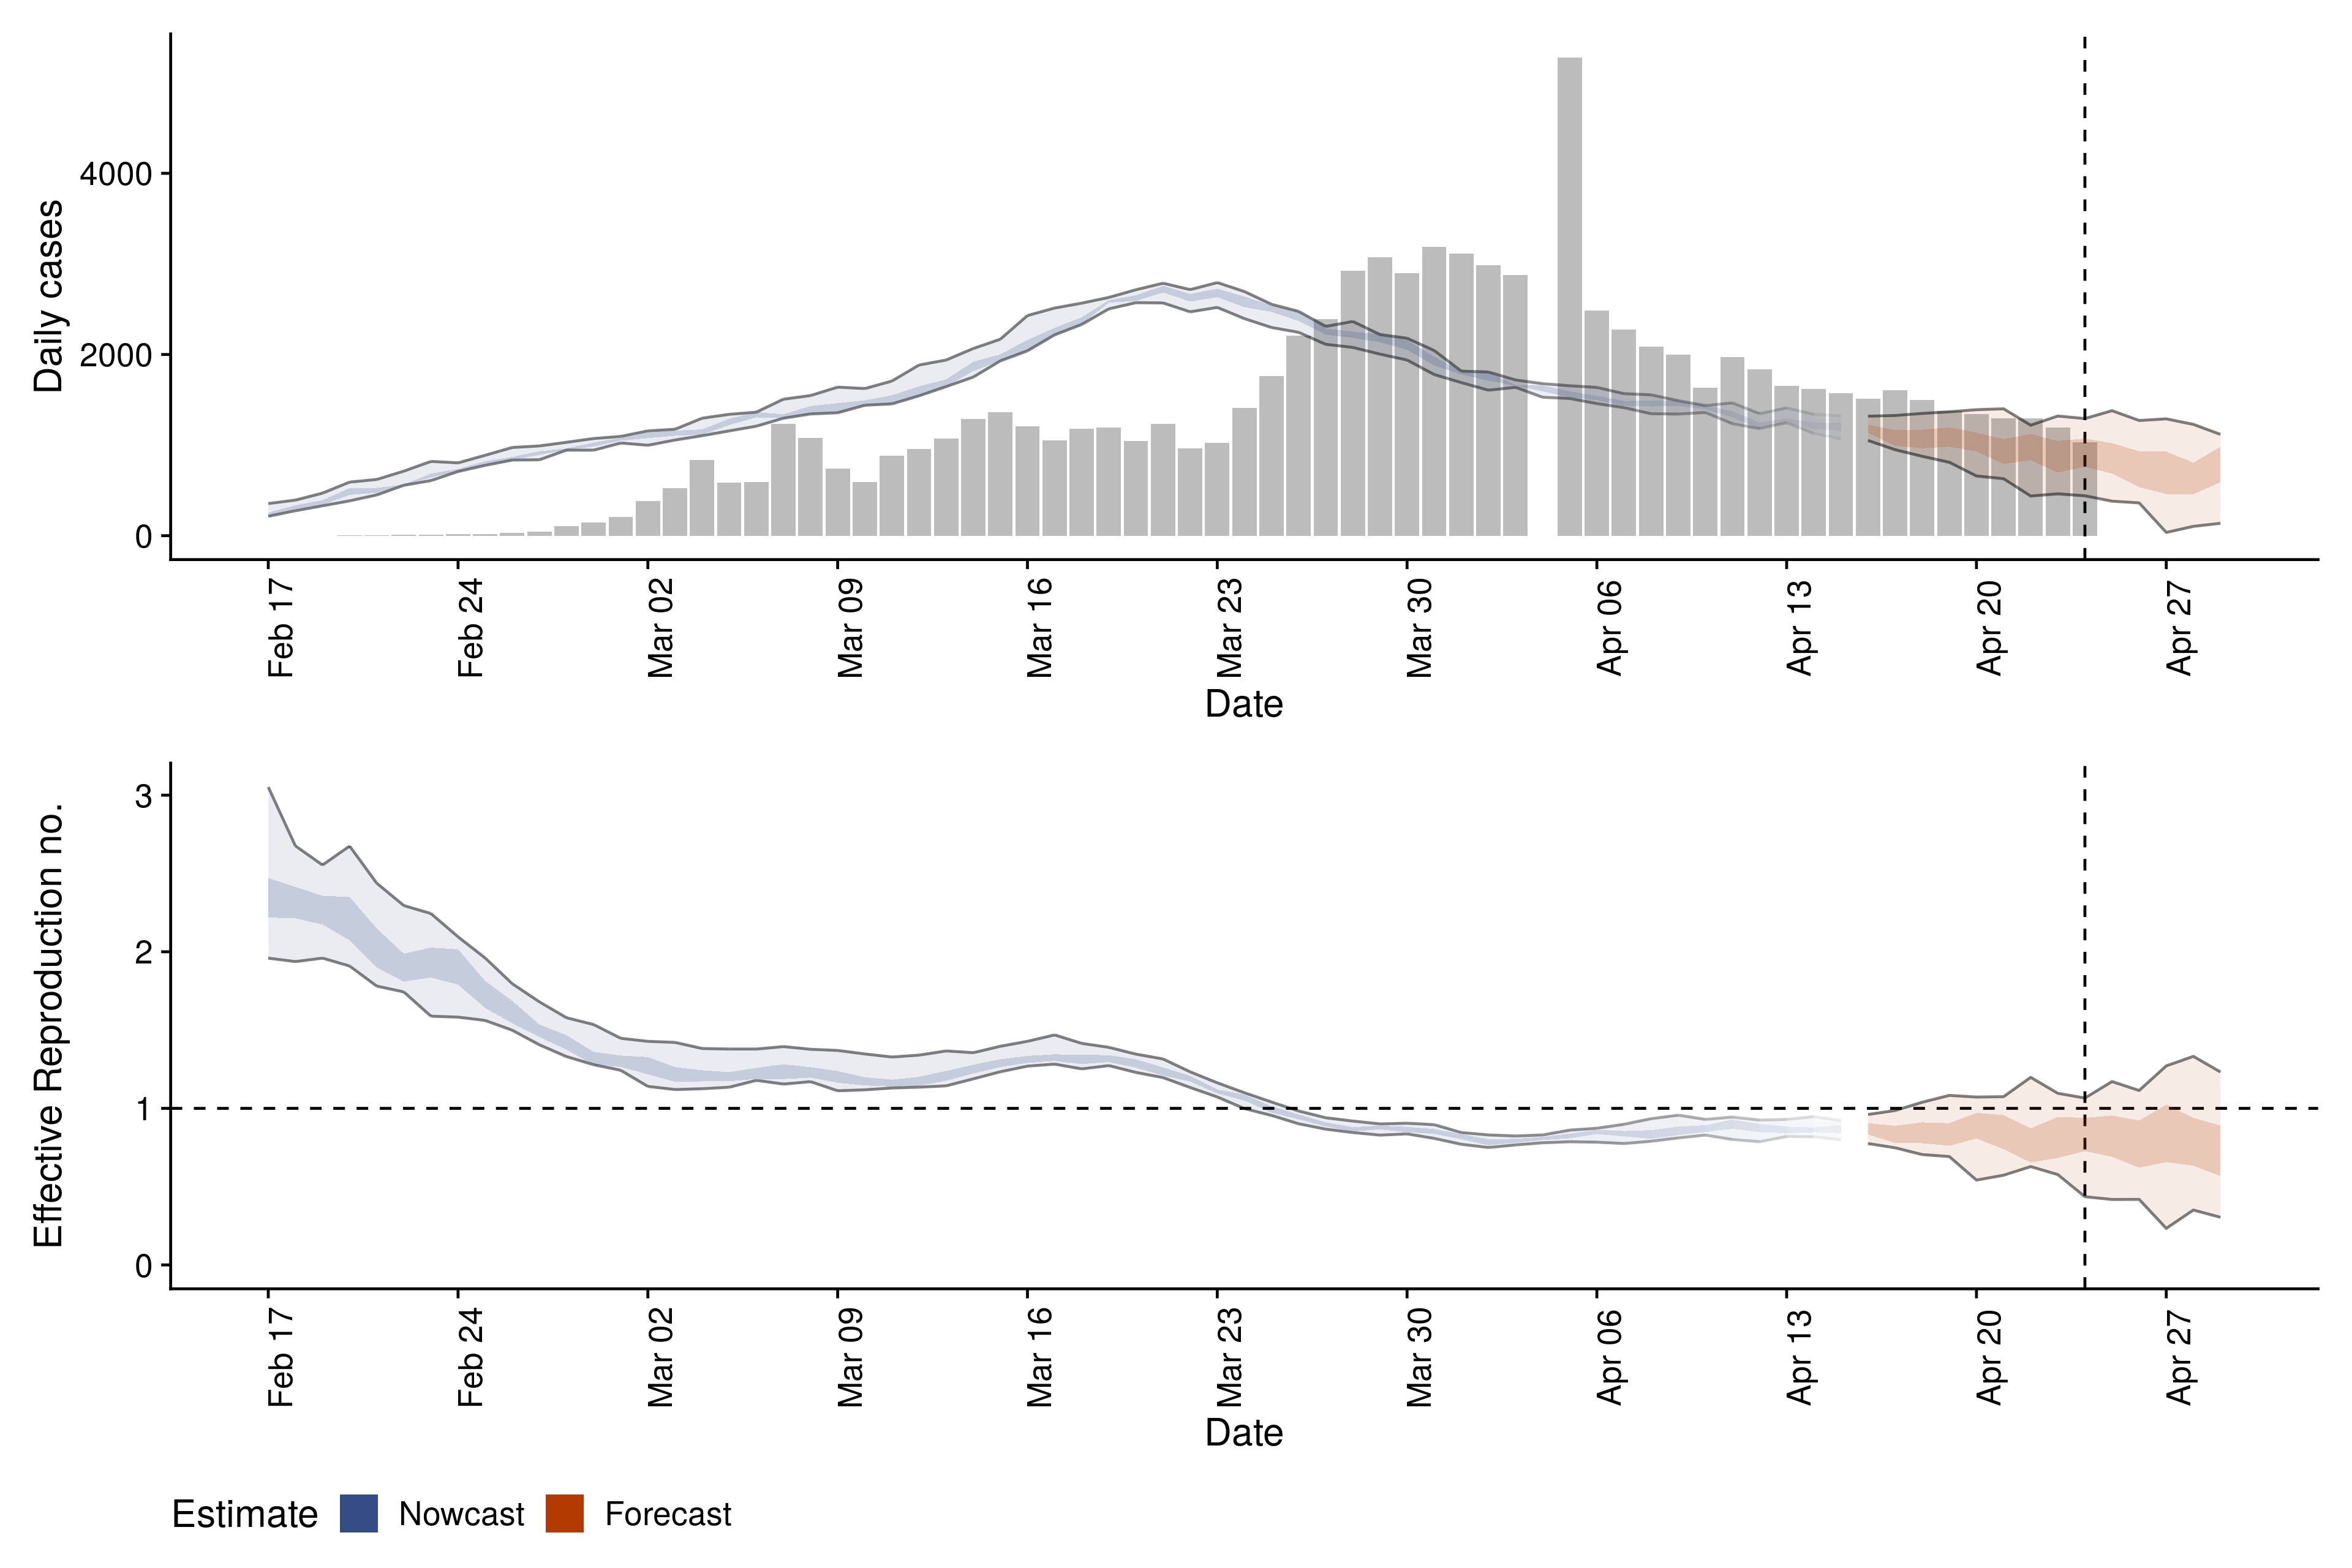 Daily cases
4000
2000
0
Feb 17
Feb 24
Mar 02
Mar 09
Mar 16
Mar 23
Mar 30
Apr 06
Apr 13
Apr 20
Apr 27
Date
Effective Reproduction no.
3
2
1
0
Feb 17
Feb 24
Mar 02
Mar 09
Mar 16
Mar 23
Mar 30
Apr 06
Apr 13
Apr 20
Apr 27
Date
Estimate Nowcast Forecast